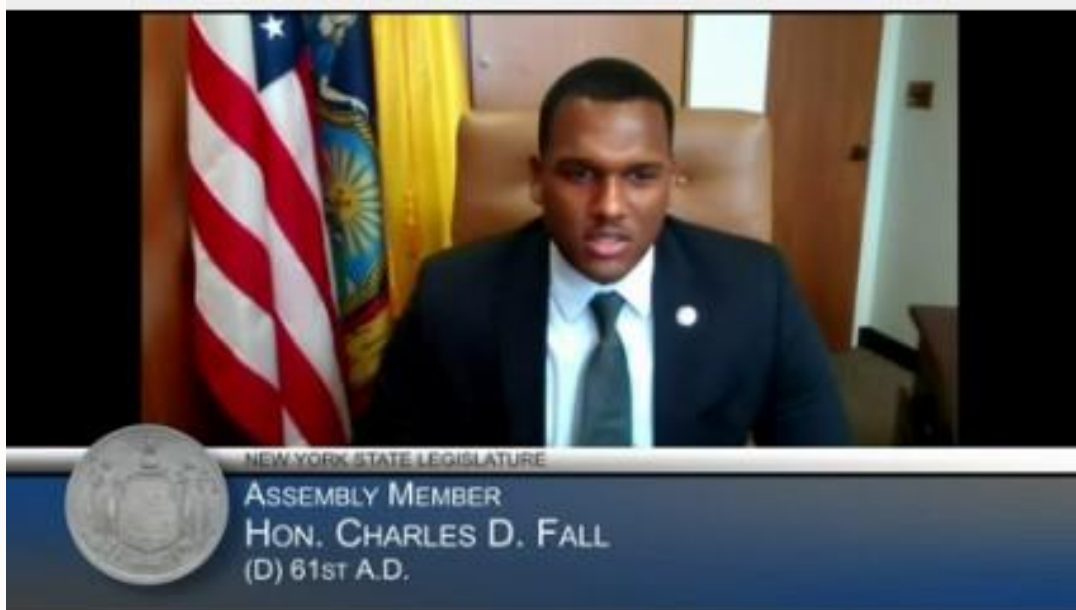 NEW YORK STATE LEGISLATURE
ASSEMBLY MEMBER
HON. CHARLES D. FALL
(D) 61ST A.D.